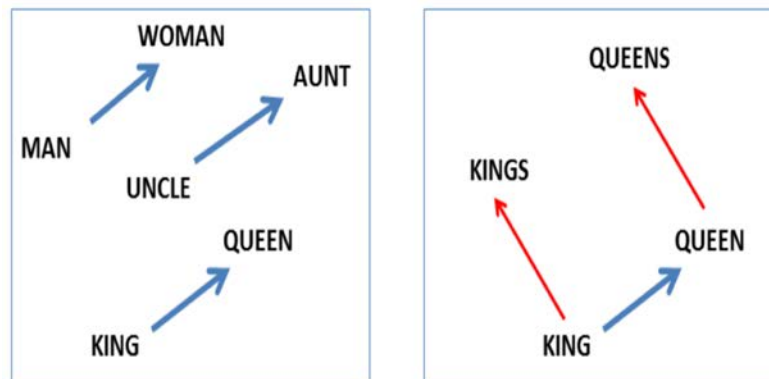 WOMAN
AUNT
MAN
UNCLE
QUEEN
KING
QUEENS
KINGS
QUEEN
KING